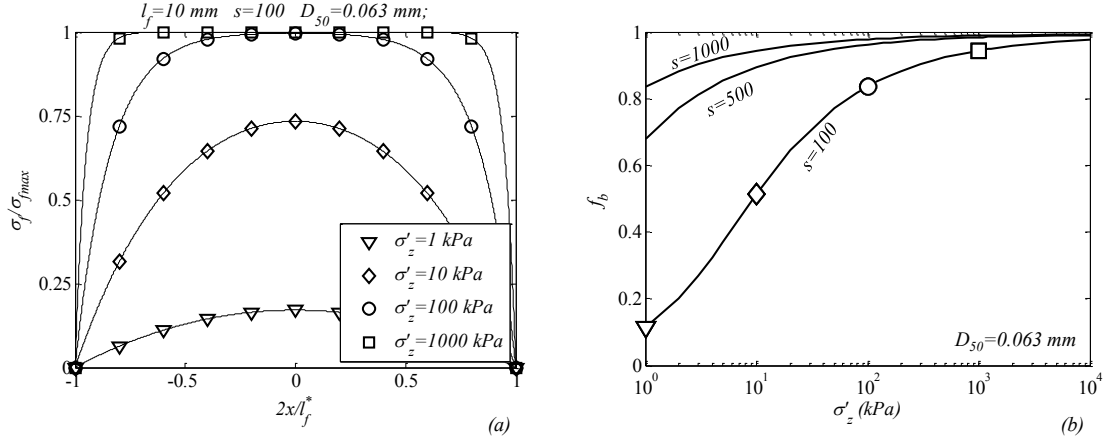 l_f=10 mm s=100 D_50=0.063 mm;
1
0.75
0.5
0.25
0
σ_f/σ_fmax
-1
-0.5
0
0.5
1
2x/l_f^*
σ'_z=1 kPa
σ'_z=10 kPa
σ'_z=100 kPa
σ'_z=1000 kPa
(a)
1
0.8
0.6
0.4
0.2
0
f_b
s=1000
s=500
s=100
D_50=0.063 mm
10^0
10^1
10^2
10^3
10^4
σ'_z (kPa)
(b)